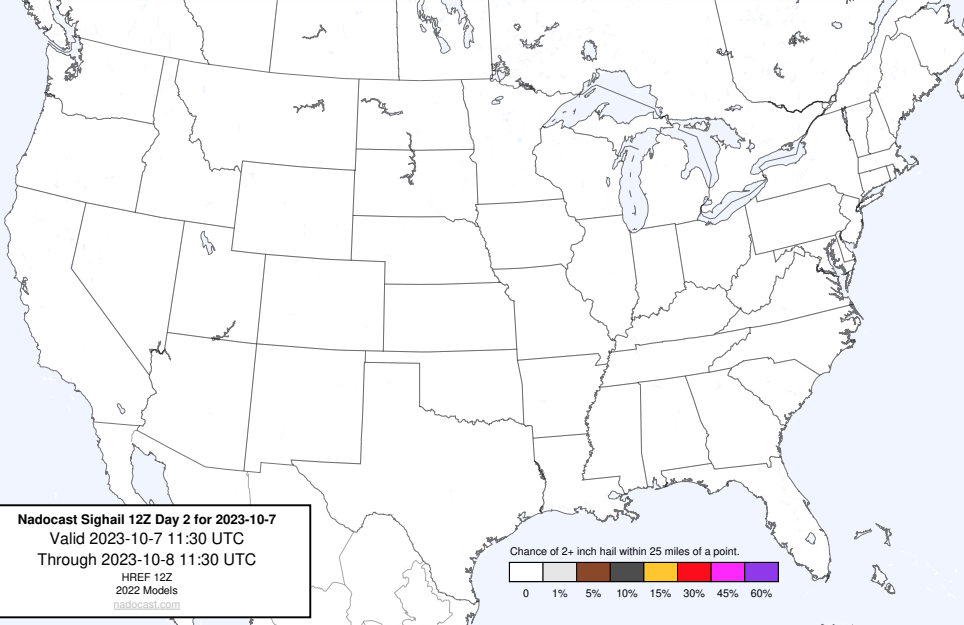 Nadocast Sighail 12Z Day 2 for 2023-10-7
Valid 2023-10-7 11:30 UTC
Through 2023-10-8 11:30 UTC
HREF 12Z
2022 Models
nadocast.com
Chance of 2+ inch hail within 25 miles of a point.
0 1% 5% 10% 15% 30% 45% 60%